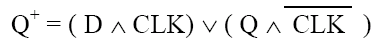 Q⁺ = ( D ∧ CLK) ∨ ( Q ∧ C̅L̅K̅ )